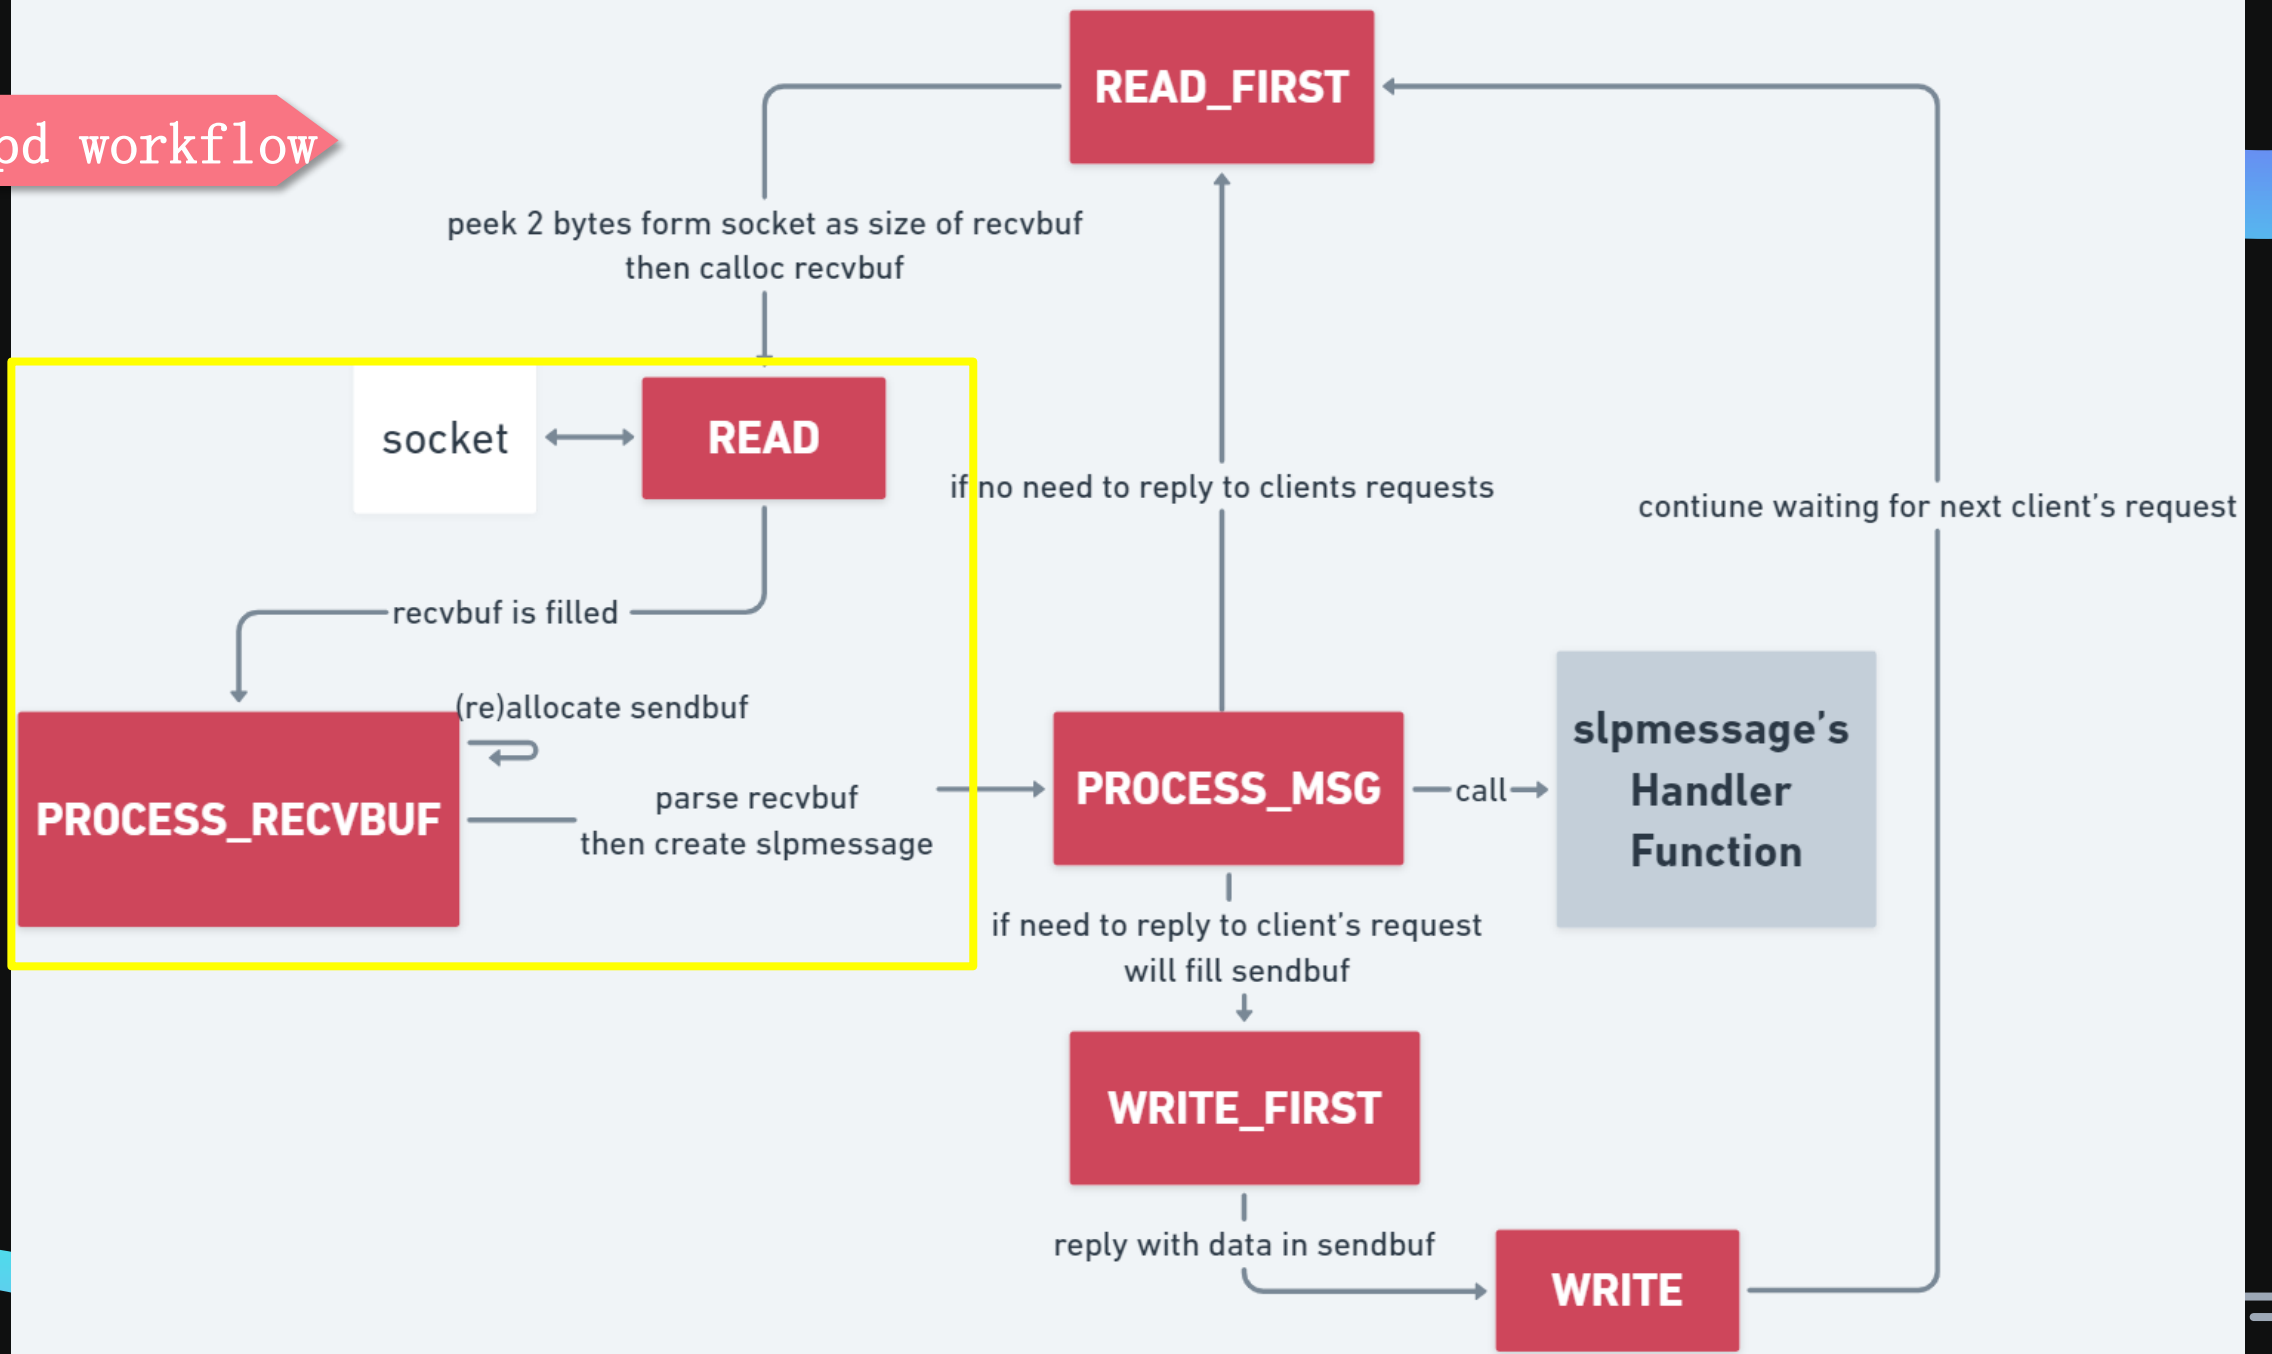 READ_FIRST
pd workflow
peek 2 bytes form socket as size of recvbuf
then calloc recvbuf
socket
READ
if no need to reply to clients requests
contiune waiting for next client's request
recvbuf is filled
(re)allocate sendbuf
PROCESS_RECVBUF
parse recvbuf
then create slpmessage
PROCESS_MSG
call
slpmessage's
Handler
Function
if need to reply to client's request
will fill sendbuf
WRITE_FIRST
reply with data in sendbuf
WRITE